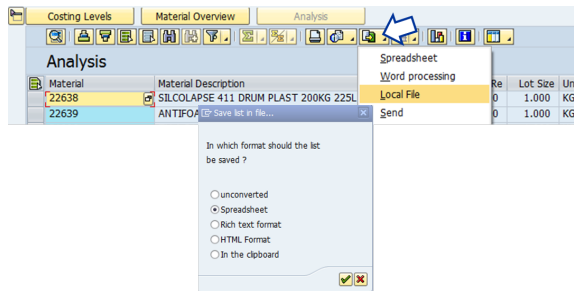 Costing Levels
Material Overview
Analysis
Analysis
Spreadsheet
Word processing
Local File
Send
Material
Material Description
Re
Lot Size
Un
22638
SILCOLAPSE 411 DRUM PLAST 200KG 225L
0
1.000
KG
22639
ANTIFOA
0
1.000
KG
Save list in file...
In which format should the list
be saved ?
unconverted
Spreadsheet
Rich text format
HTML Format
In the clipboard